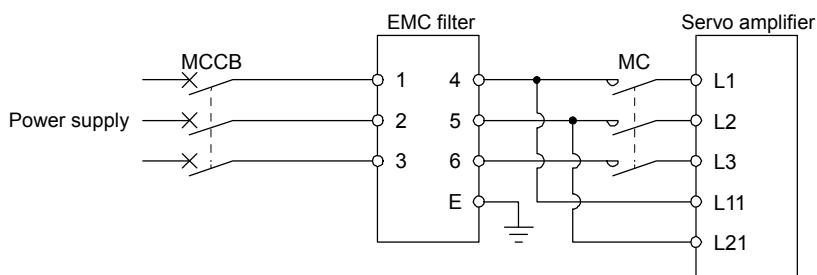 EMC filter
Servo amplifier
MCCB
MC
1
4
L1
Power supply
2
5
L2
3
6
L3
E
L11
L21